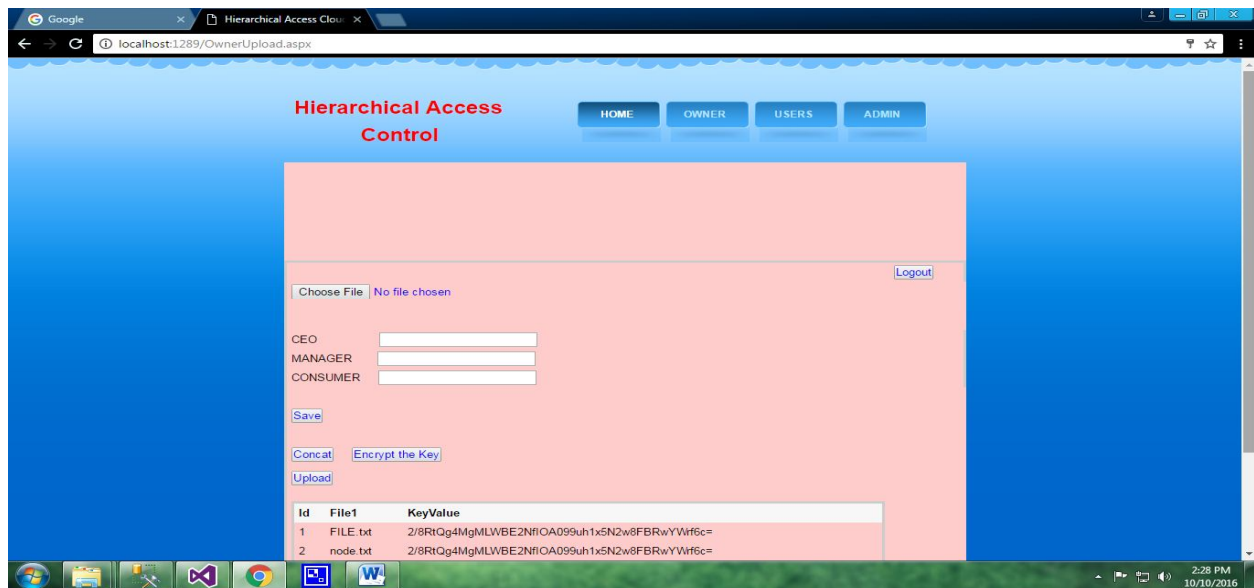 Google
Hierarchical Access Clou
localhost:1289/OwnerUpload.aspx
Hierarchical Access
Control
HOME
OWNER
USERS
ADMIN
Logout
Choose File No file chosen
CEO
MANAGER
CONSUMER
Save
Concat Encrypt the Key
Upload
Id File1 KeyValue
1 FILE.txt 2/8RtQg4MgMLWBE2NfIOA099uh1x5N2w8FBRwYWrf6c=
2 node.txt 2/8RtQg4MgMLWBE2NfIOA099uh1x5N2w8FBRwYWrf6c=
2:28 PM
10/10/2016